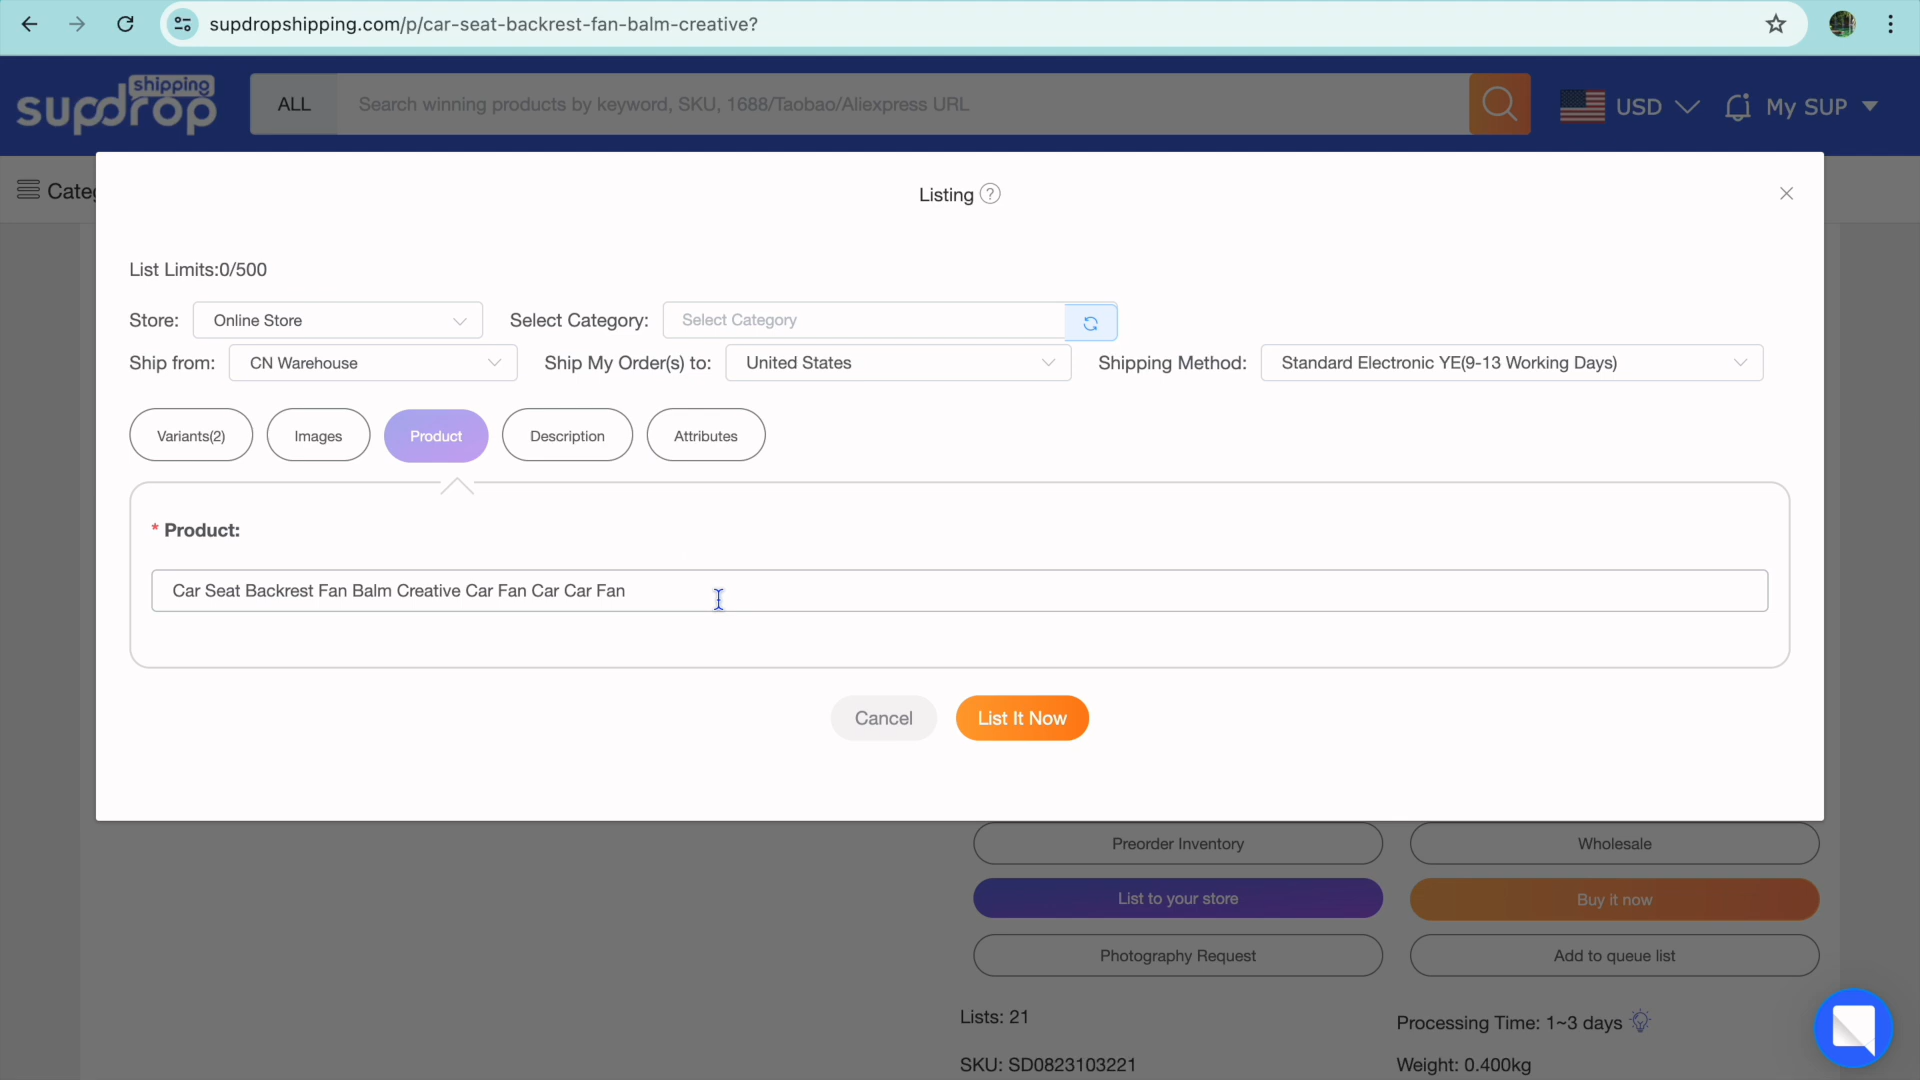 supdropshipping.com/p/car-seat-backrest-fan-balm-creative?
supdrop shipping
ALL
Search winning products by keyword, SKU, 1688/Taobao/Aliexpress URL
USD
My SUP
Categ
Listing ?
List Limits:0/500
Store: Online Store Select Category: Select Category
Ship from: CN Warehouse Ship My Order(s) to: United States Shipping Method: Standard Electronic YE(9-13 Working Days)
Variants(2) Images Product Description Attributes
* Product:
Car Seat Backrest Fan Balm Creative Car Fan Car Car Fan
Cancel List It Now
Preorder Inventory Wholesale
List to your store Buy it now
Photography Request Add to queue list
Lists: 21 Processing Time: 1~3 days
SKU: SD0823103221 Weight: 0.400kg